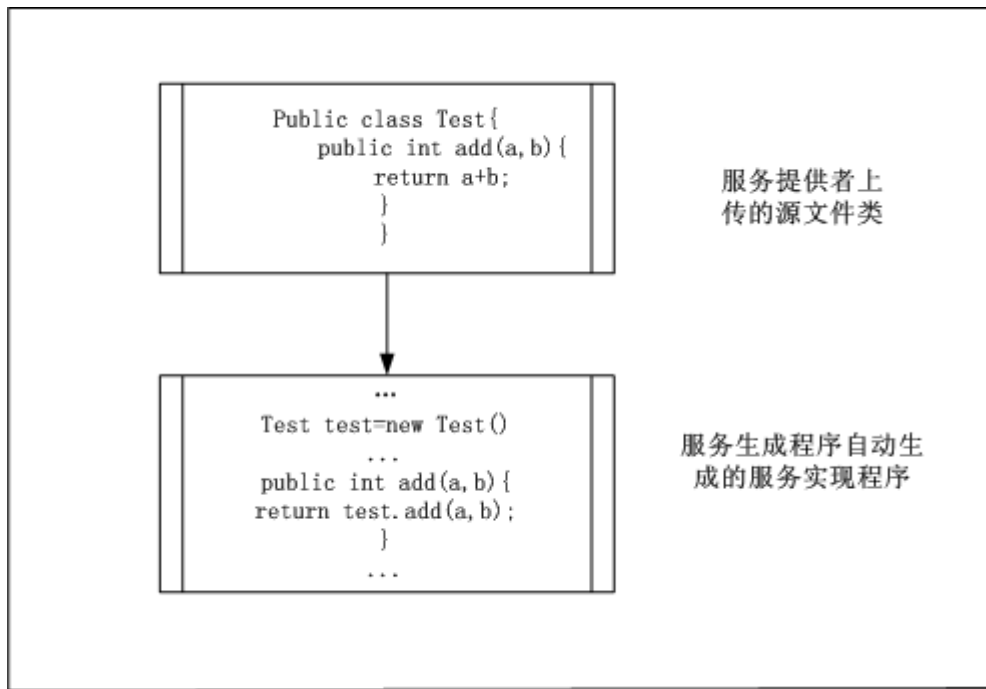 Public class Test{
public int add(a,b){
return a+b;
}
}
服务提供者上
传的源文件类
...
Test test=new Test()
...
public int add(a,b){
return test.add(a,b);
}
...
服务生成程序自动生
成的服务实现程序